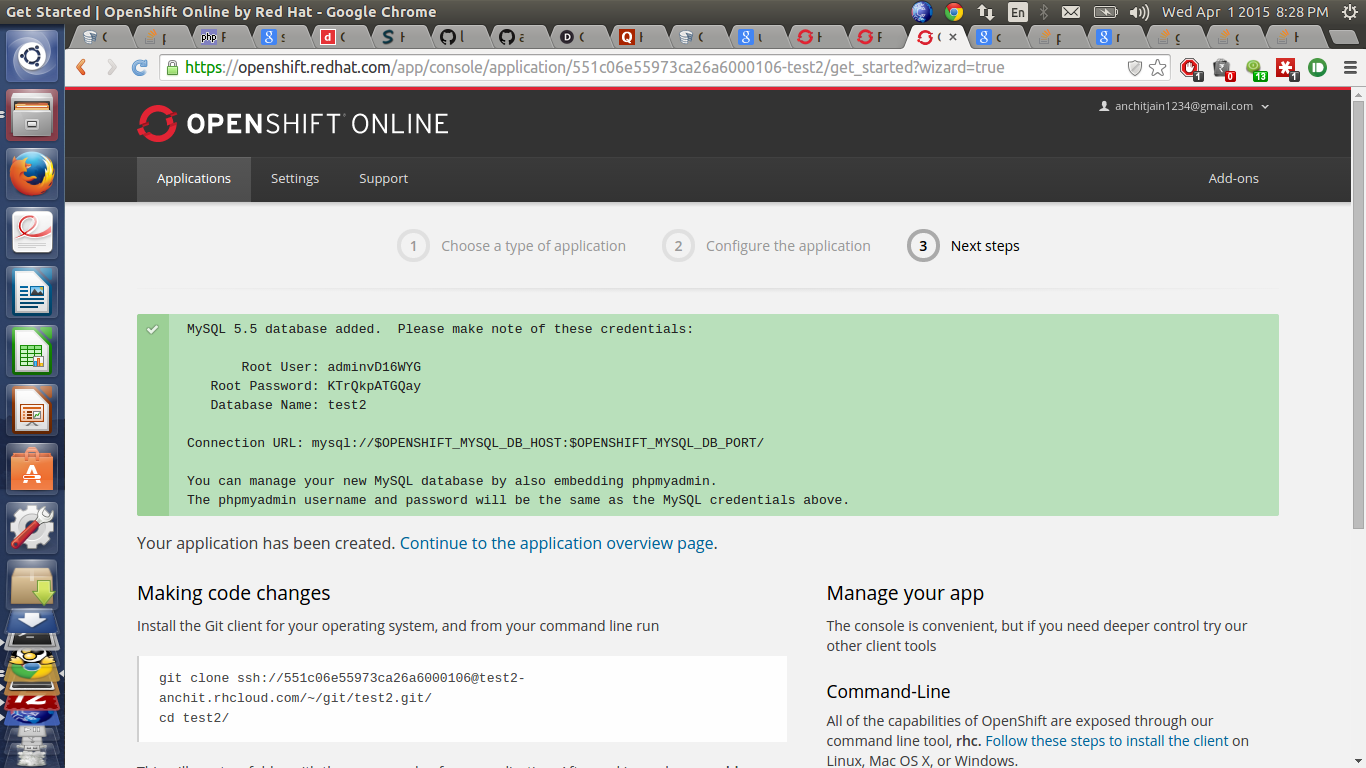 Get Started | OpenShift Online by Red Hat - Google Chrome
En
Wed Apr 1 2015 8:28 PM
https://openshift.redhat.com/app/console/application/551c06e55973ca26a6000106-test2/get_started?wizard=true
1
0
13
1
OPENSHIFT ONLINE
anchitjain1234@gmail.com
Applications
Settings
Support
Add-ons
1 Choose a type of application
2 Configure the application
3 Next steps
MySQL 5.5 database added.  Please make note of these credentials:
Root User: adminvD16WYG
Root Password: KTrQkpATGQay
Database Name: test2
Connection URL: mysql://$OPENSHIFT_MYSQL_DB_HOST:$OPENSHIFT_MYSQL_DB_PORT/
You can manage your new MySQL database by also embedding phpmyadmin.
The phpmyadmin username and password will be the same as the MySQL credentials above.
Your application has been created. Continue to the application overview page.
Making code changes
Install the Git client for your operating system, and from your command line run
git clone ssh://551c06e55973ca26a6000106@test2-
anchit.rhcloud.com/~/git/test2.git/
cd test2/
Manage your app
The console is convenient, but if you need deeper control try our
other client tools
Command-Line
All of the capabilities of OpenShift are exposed through our
command line tool, rhc. Follow these steps to install the client on
Linux, Mac OS X, or Windows.